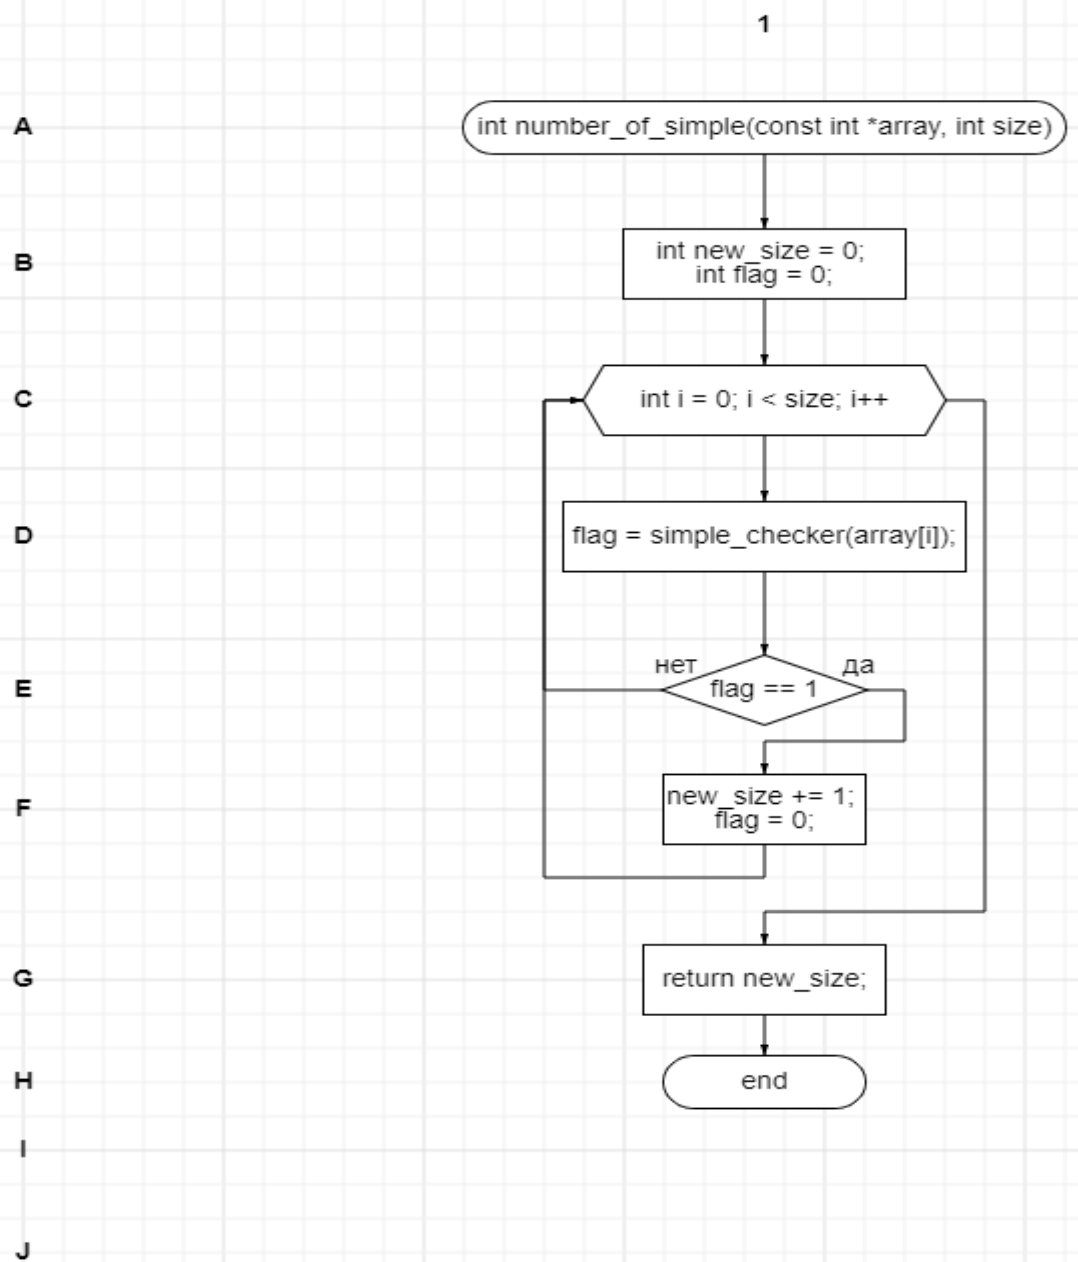 1
A
int number_of_simple(const int *array, int size)
B
int new_size = 0;
int flag = 0;
C
int i = 0; i < size; i++
D
flag = simple_checker(array[i]);
E
нет
да
flag == 1
F
new_size += 1;
flag = 0;
G
return new_size;
H
end
I
J